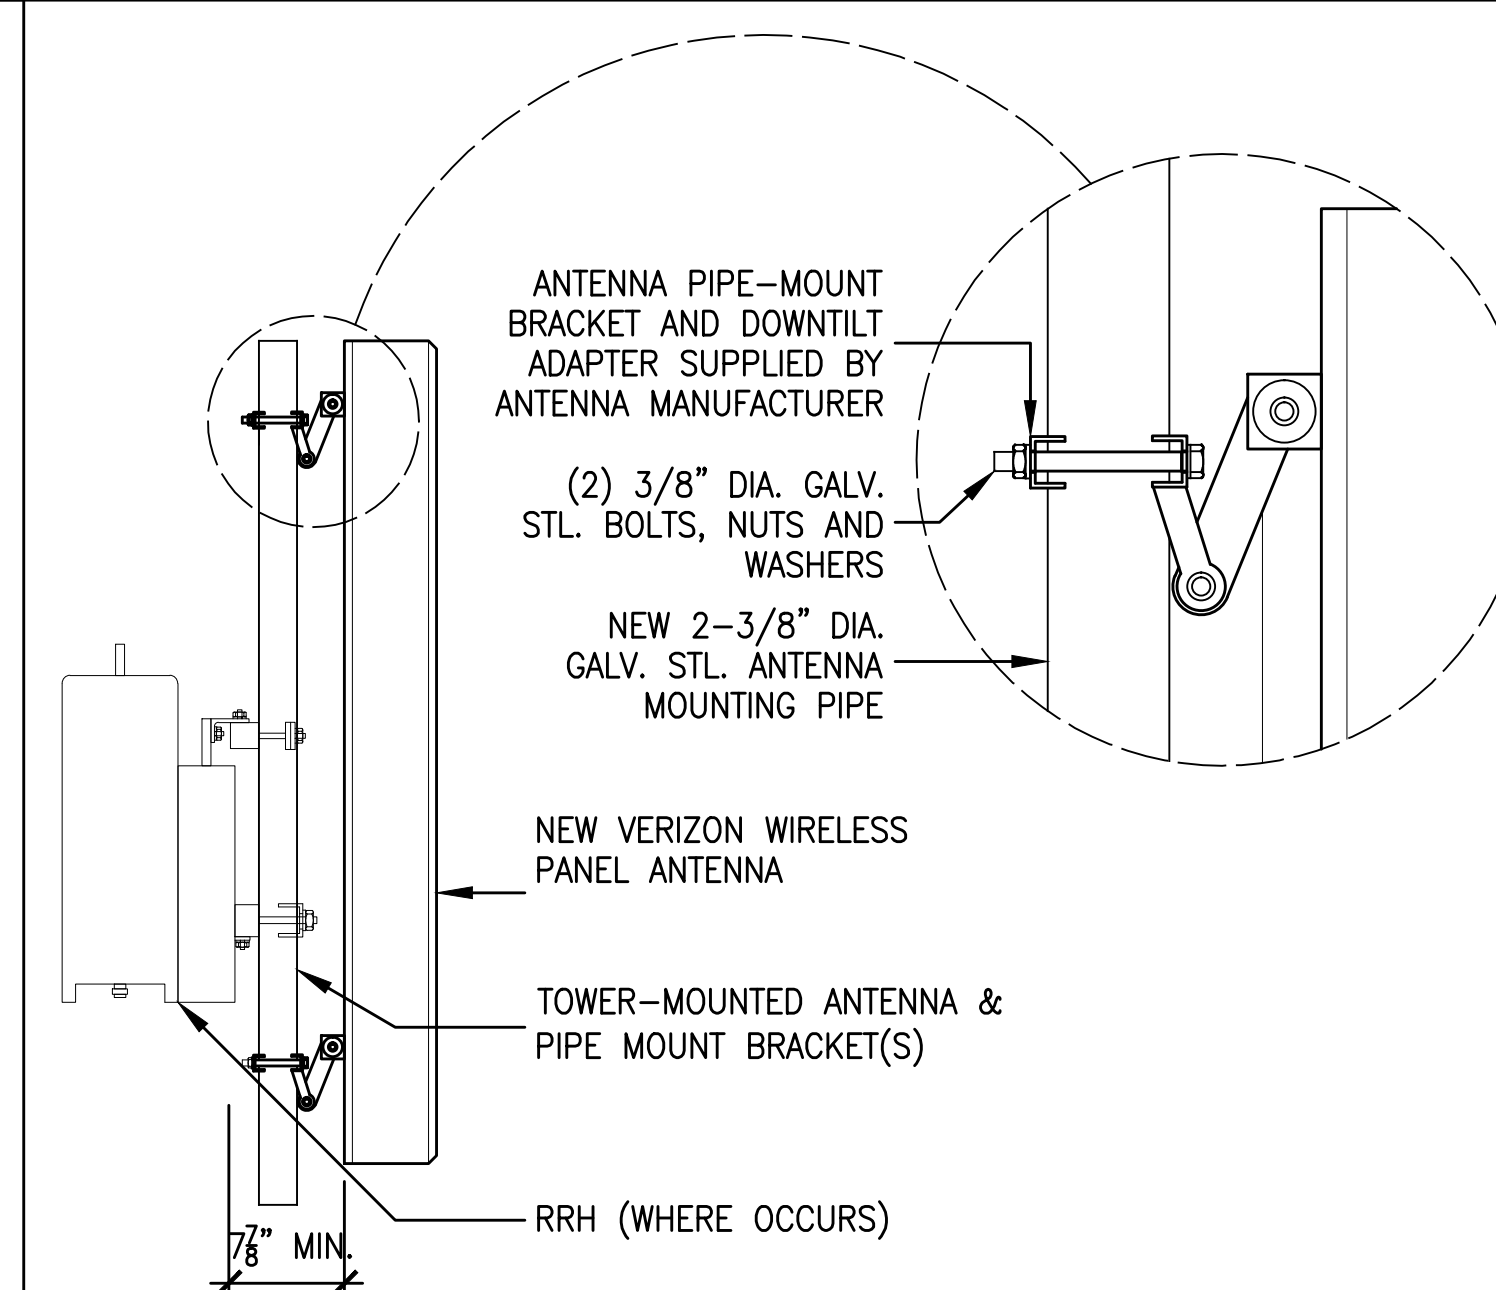 ANTENNA PIPE-MOUNT
BRACKET AND DOWNTILT
ADAPTER SUPPLIED BY
ANTENNA MANUFACTURER
(2) 3/8" DIA. GALV.
STL. BOLTS, NUTS AND
WASHERS
NEW 2-3/8" DIA.
GALV. STL. ANTENNA
MOUNTING PIPE
NEW VERIZON WIRELESS
PANEL ANTENNA
TOWER-MOUNTED ANTENNA &
PIPE MOUNT BRACKET(S)
RRH (WHERE OCCURS)
7 7/8" MIN.